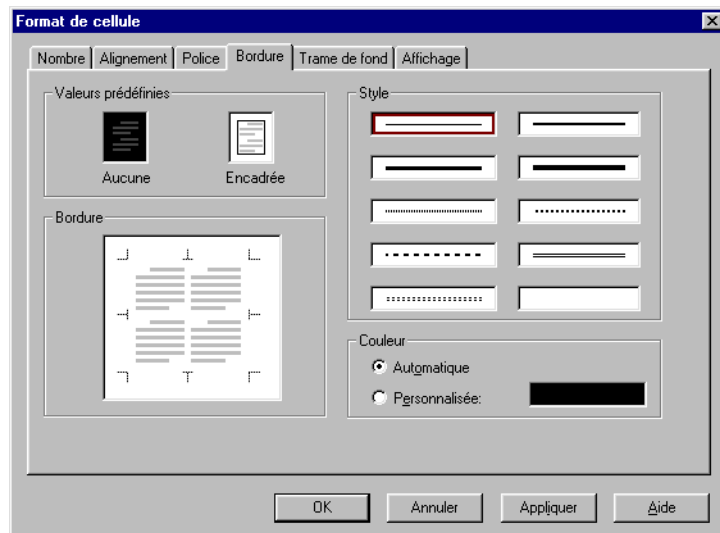 Format de cellule
Nombre Alignement Police Bordure Trame de fond Affichage
Valeurs prédéfinies
Aucune Encadrée
Bordure
Style
Couleur
Automatique
Personnalisée:
OK Annuler Appliquer Aide